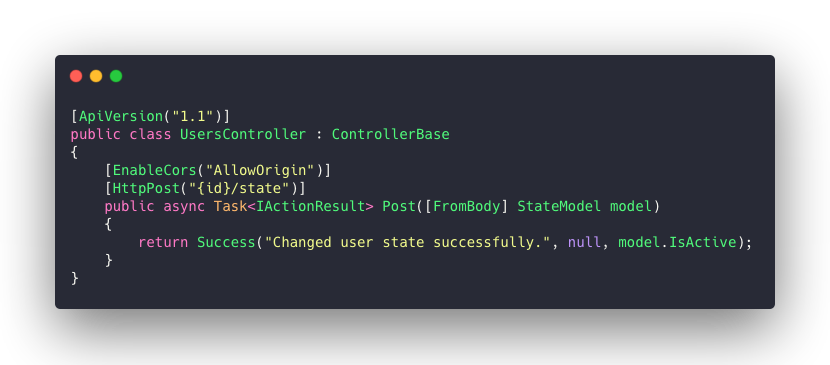 [ApiVersion("1.1")]
public class UsersController : ControllerBase
{
    [EnableCors("AllowOrigin")]
    [HttpPost("{id}/state")]
    public async Task<IActionResult> Post([FromBody] StateModel model)
    {
        return Success("Changed user state successfully.", null, model.IsActive);
    }
}